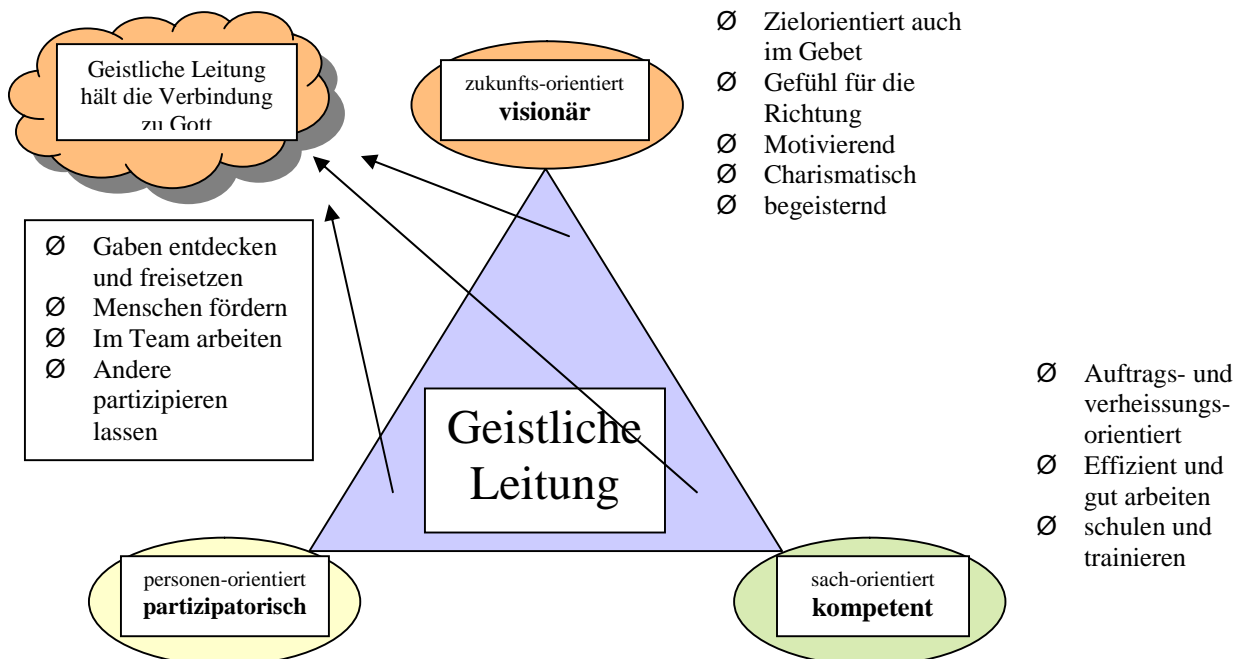 Geistliche Leitung
hält die Verbindung
zu Gott
zukunfts-orientiert
visionär
Ø Zielorientiert auch
im Gebet
Ø Gefühl für die
Richtung
Ø Motivierend
Ø Charismatisch
Ø begeisternd
Ø Gaben entdecken
und freisetzen
Ø Menschen fördern
Ø Im Team arbeiten
Ø Andere
partizipieren
lassen
Geistliche
Leitung
Ø Auftrags- und
verheissungs-
orientiert
Ø Effizient und
gut arbeiten
Ø schulen und
trainieren
personen-orientiert
partizipatorisch
sach-orientiert
kompetent